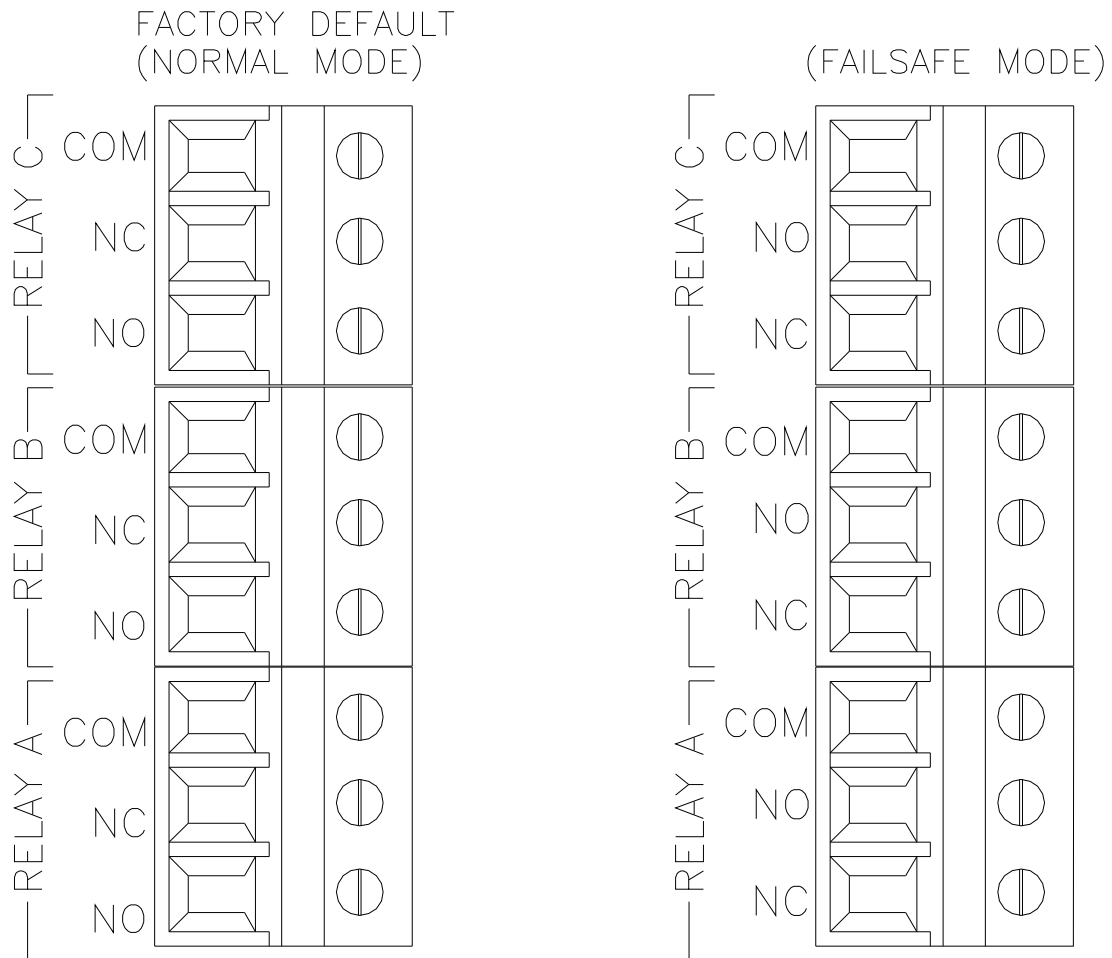 FACTORY DEFAULT
(NORMAL MODE)
RELAY C
COM
NC
NO
RELAY B
COM
NC
NO
RELAY A
COM
NC
NO
(FAILSAFE MODE)
RELAY C
COM
NO
NC
RELAY B
COM
NO
NC
RELAY A
COM
NO
NC